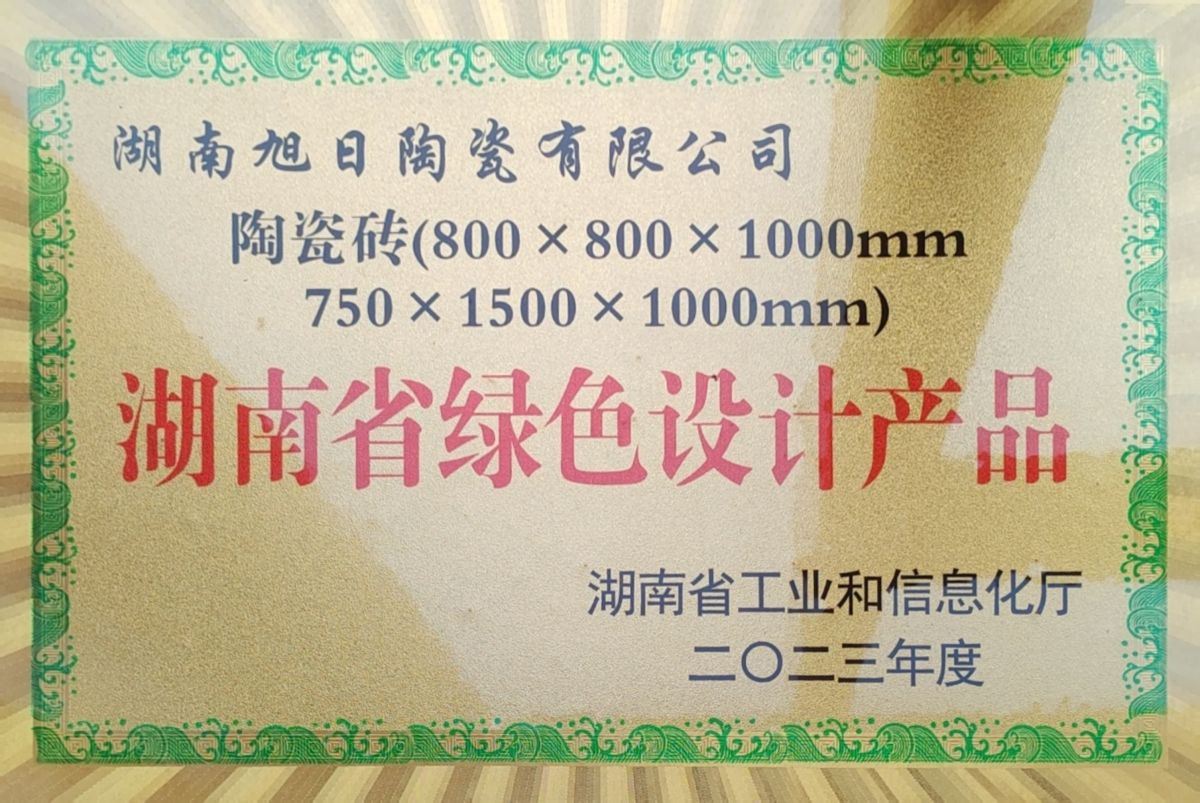 湖南旭日陶瓷有限公司
陶瓷砖(800×800×1000mm
750×1500×1000mm)
湖南省绿色设计产品
湖南省工业和信息化厅
二〇二三年度